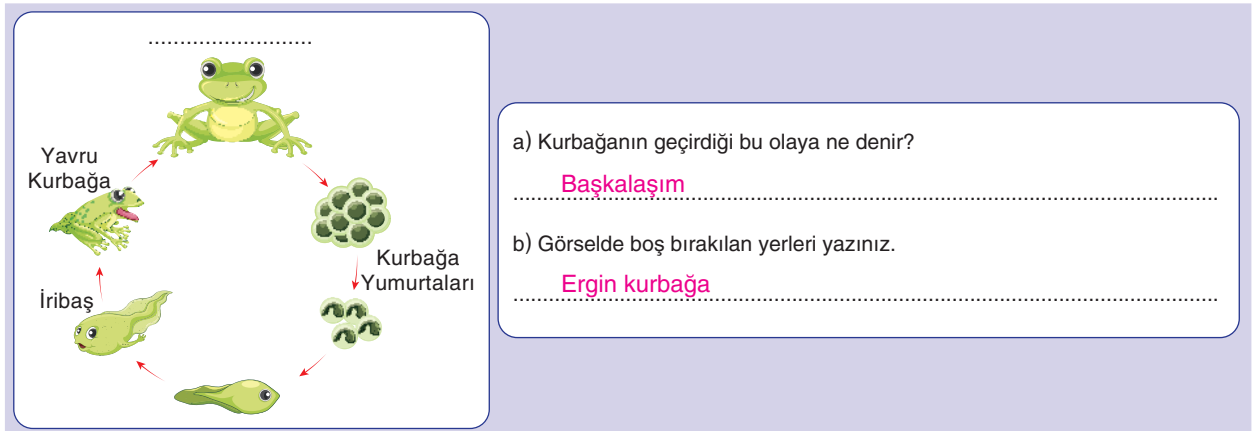 ..........................
Yavru
Kurbağa
Kurbağa
Yumurtaları
İribaş
a) Kurbağanın geçirdiği bu olaya ne denir?
Başkalaşım
b) Görselde boş bırakılan yerleri yazınız.
Ergin kurbağa